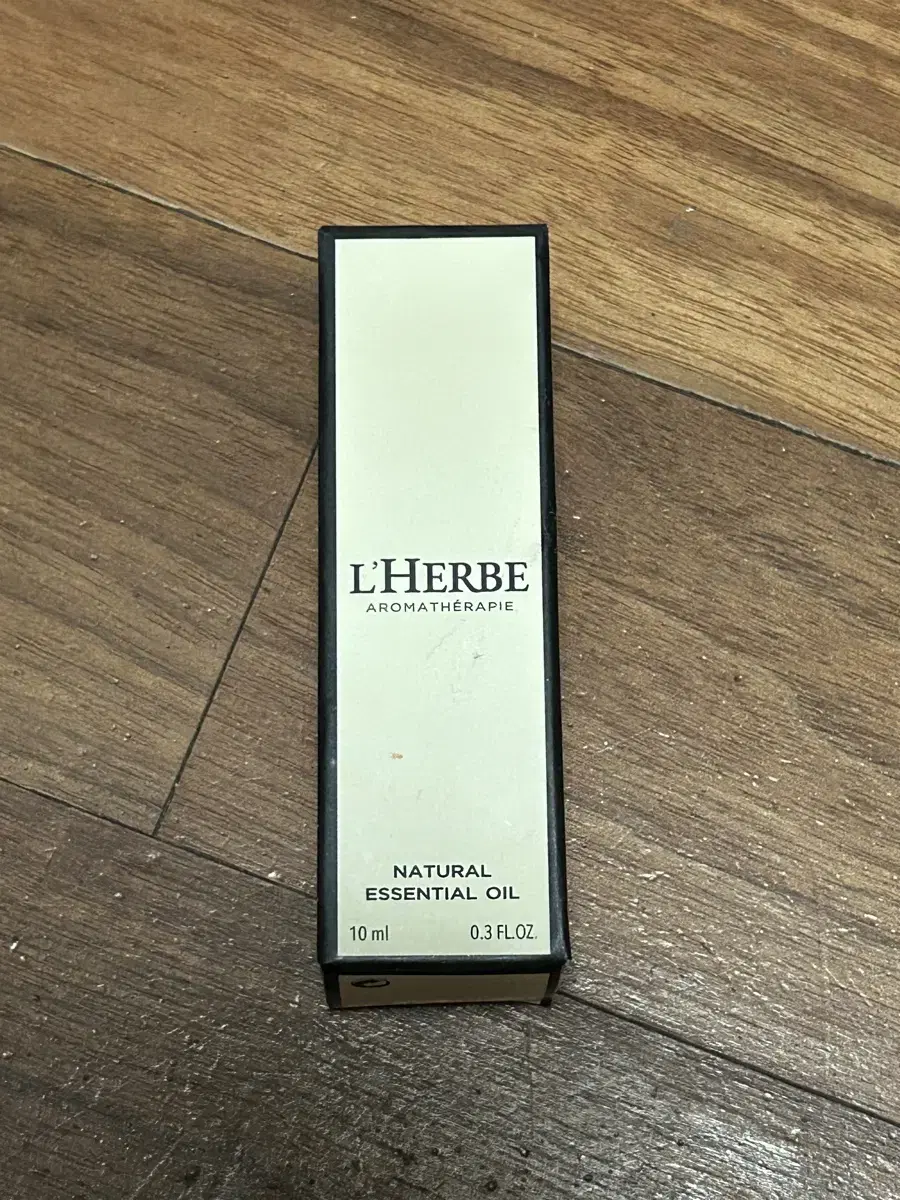 L'HERBE
AROMATHÉRAPIE
NATURAL
ESSENTIAL OIL
10 ml 0.3 FL.OZ.